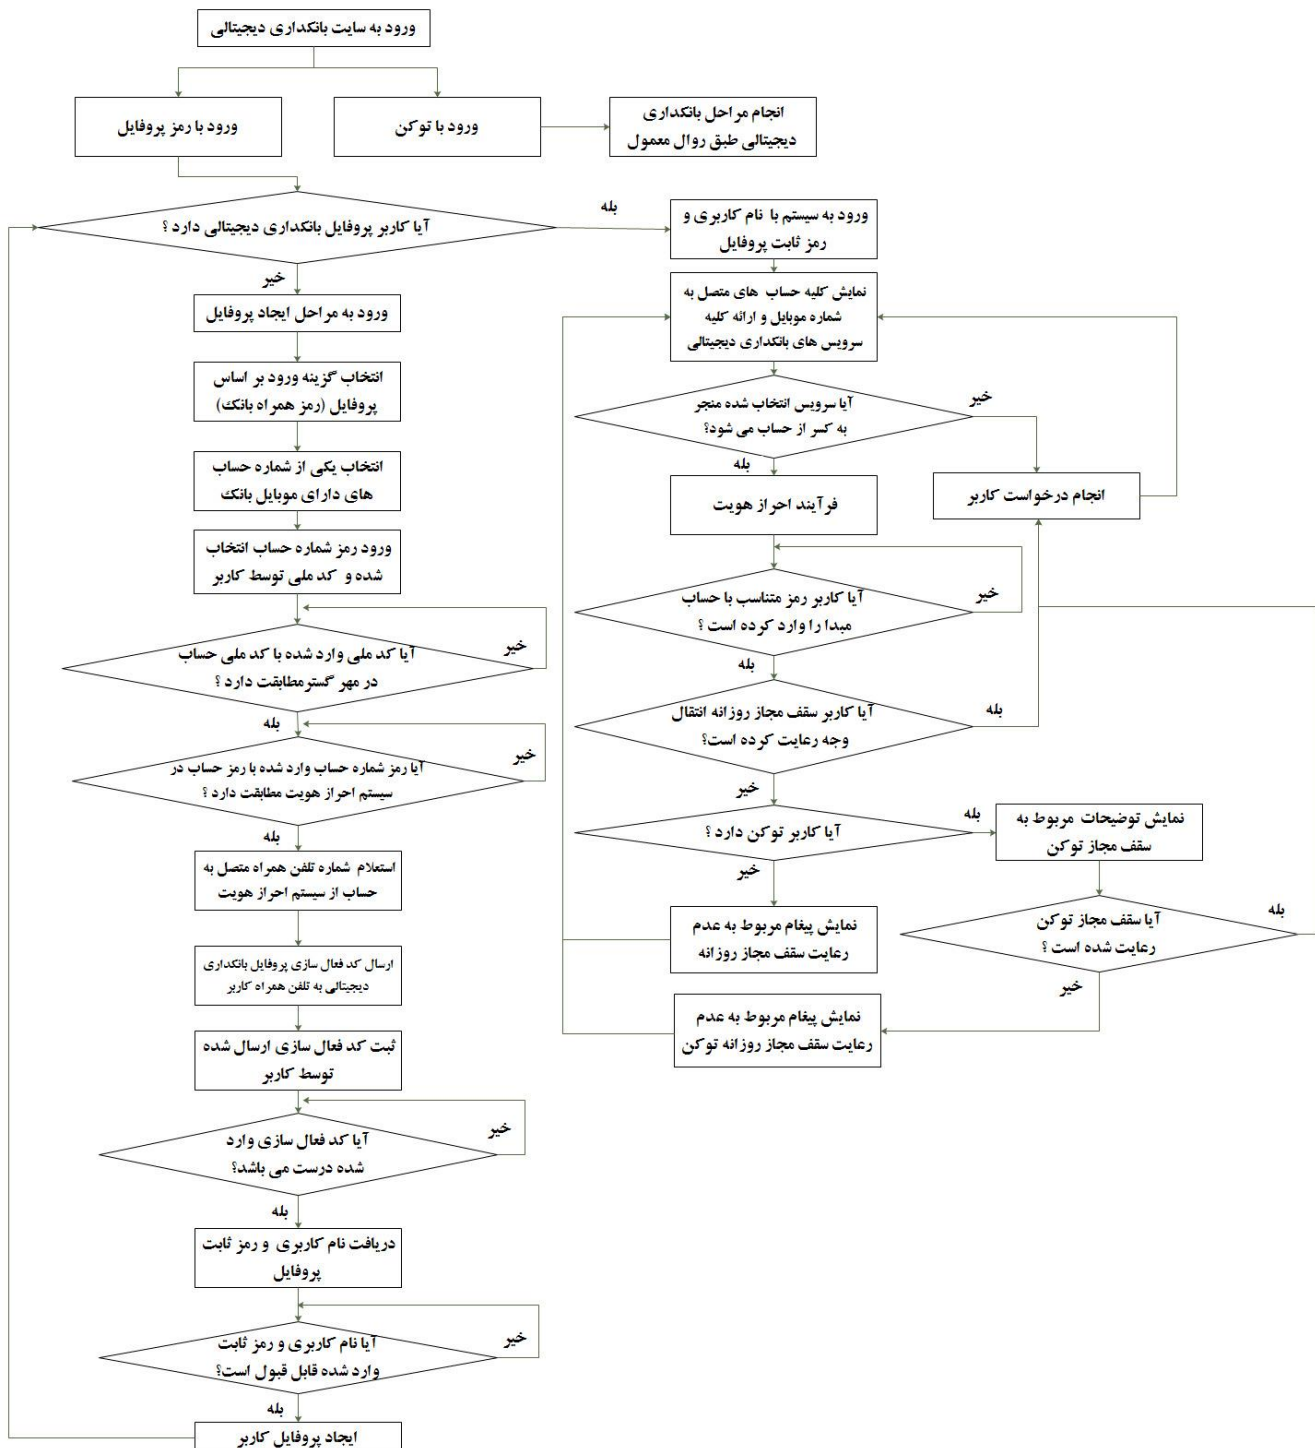 ورود به سایت بانکداری دیجیتالی
ورود با رمز پروفایل
ورود با توکن
انجام مراحل بانکداری
دیجیتالی طبق روال معمول
آیا کاربر پروفایل بانکداری دیجیتالی دارد ؟
بله
خیر
ورود به مراحل ایجاد پروفایل
انتخاب گزینه ورود بر اساس
پروفایل (رمز همراه بانک)
انتخاب یکی از شماره حساب
های دارای موبایل بانک
ورود رمز شماره حساب انتخاب
شده و کد ملی توسط کاربر
آیا کد ملی وارد شده با کد ملی حساب
در مهر گسترمطابقت دارد ؟
خیر
بله
آیا رمز شماره حساب وارد شده با رمز حساب در
سیستم احراز هویت مطابقت دارد ؟
خیر
بله
استعلام شماره تلفن همراه متصل به
حساب از سیستم احراز هویت
ارسال کد فعال سازی پروفایل بانکداری
دیجیتالی به تلفن همراه کاربر
ثبت کد فعال سازی ارسال شده
توسط کاربر
آیا کد فعال سازی وارد
شده درست می باشد؟
خیر
بله
دریافت نام کاربری و رمز ثابت
پروفایل
آیا نام کاربری و رمز ثابت
وارد شده قابل قبول است؟
خیر
بله
ایجاد پروفایل کاربر
ورود به سیستم با نام کاربری و
رمز ثابت پروفایل
نمایش کلیه حساب های متصل به
شماره موبایل و ارائه کلیه
سرویس های بانکداری دیجیتالی
آیا سرویس انتخاب شده منجر
به کسر از حساب می شود؟
خیر
بله
انجام درخواست کاربر
فرآیند احراز هویت
آیا کاربر رمز متناسب با حساب
مبدا را وارد کرده است ؟
خیر
بله
آیا کاربر سقف مجاز روزانه انتقال
وجه رعایت کرده است؟
بله
خیر
آیا کاربر توکن دارد ؟
بله
خیر
نمایش توضیحات مربوط به
سقف مجاز توکن
نمایش پیغام مربوط به عدم
رعایت سقف مجاز روزانه
آیا سقف مجاز توکن
رعایت شده است ؟
بله
خیر
نمایش پیغام مربوط به عدم
رعایت سقف مجاز روزانه توکن